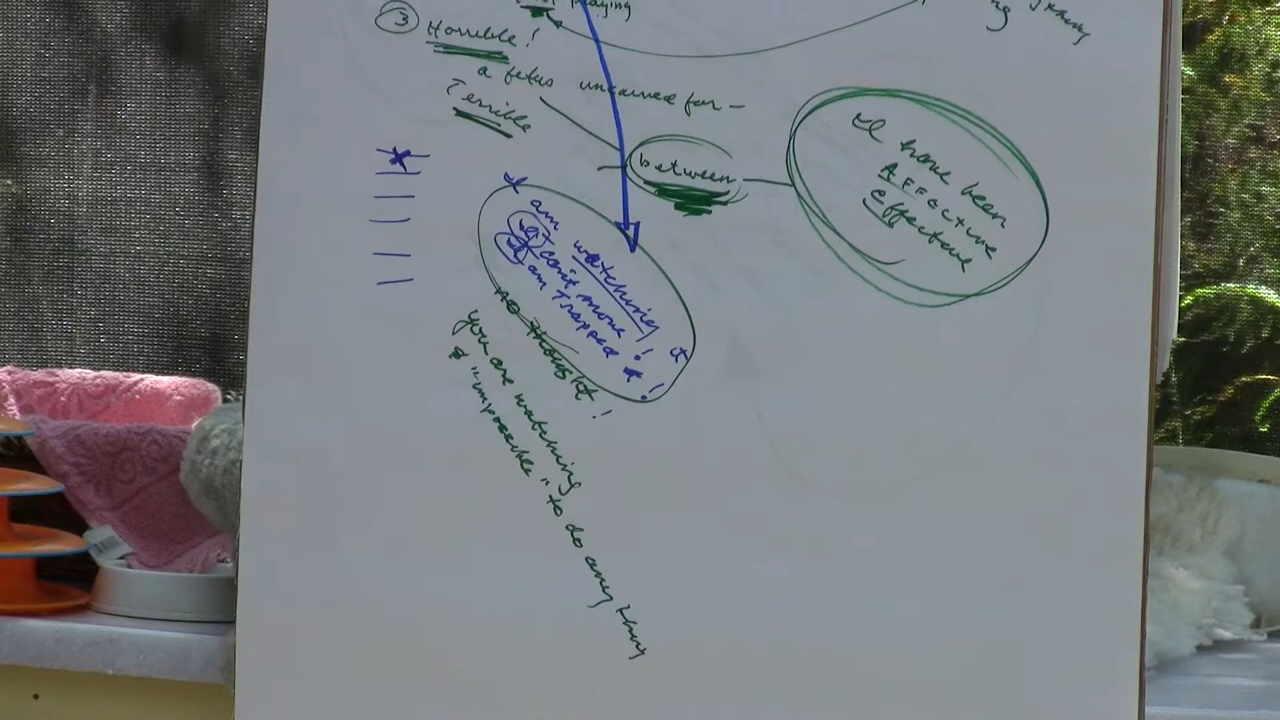 playing
③ Horrible!
a fetus uncared for -
Terrible
between
I have been
AFFective
effective
I am watching it
I can't move!
I am Trapped!
no thought!
you are watching
& "impossible" to do any thing